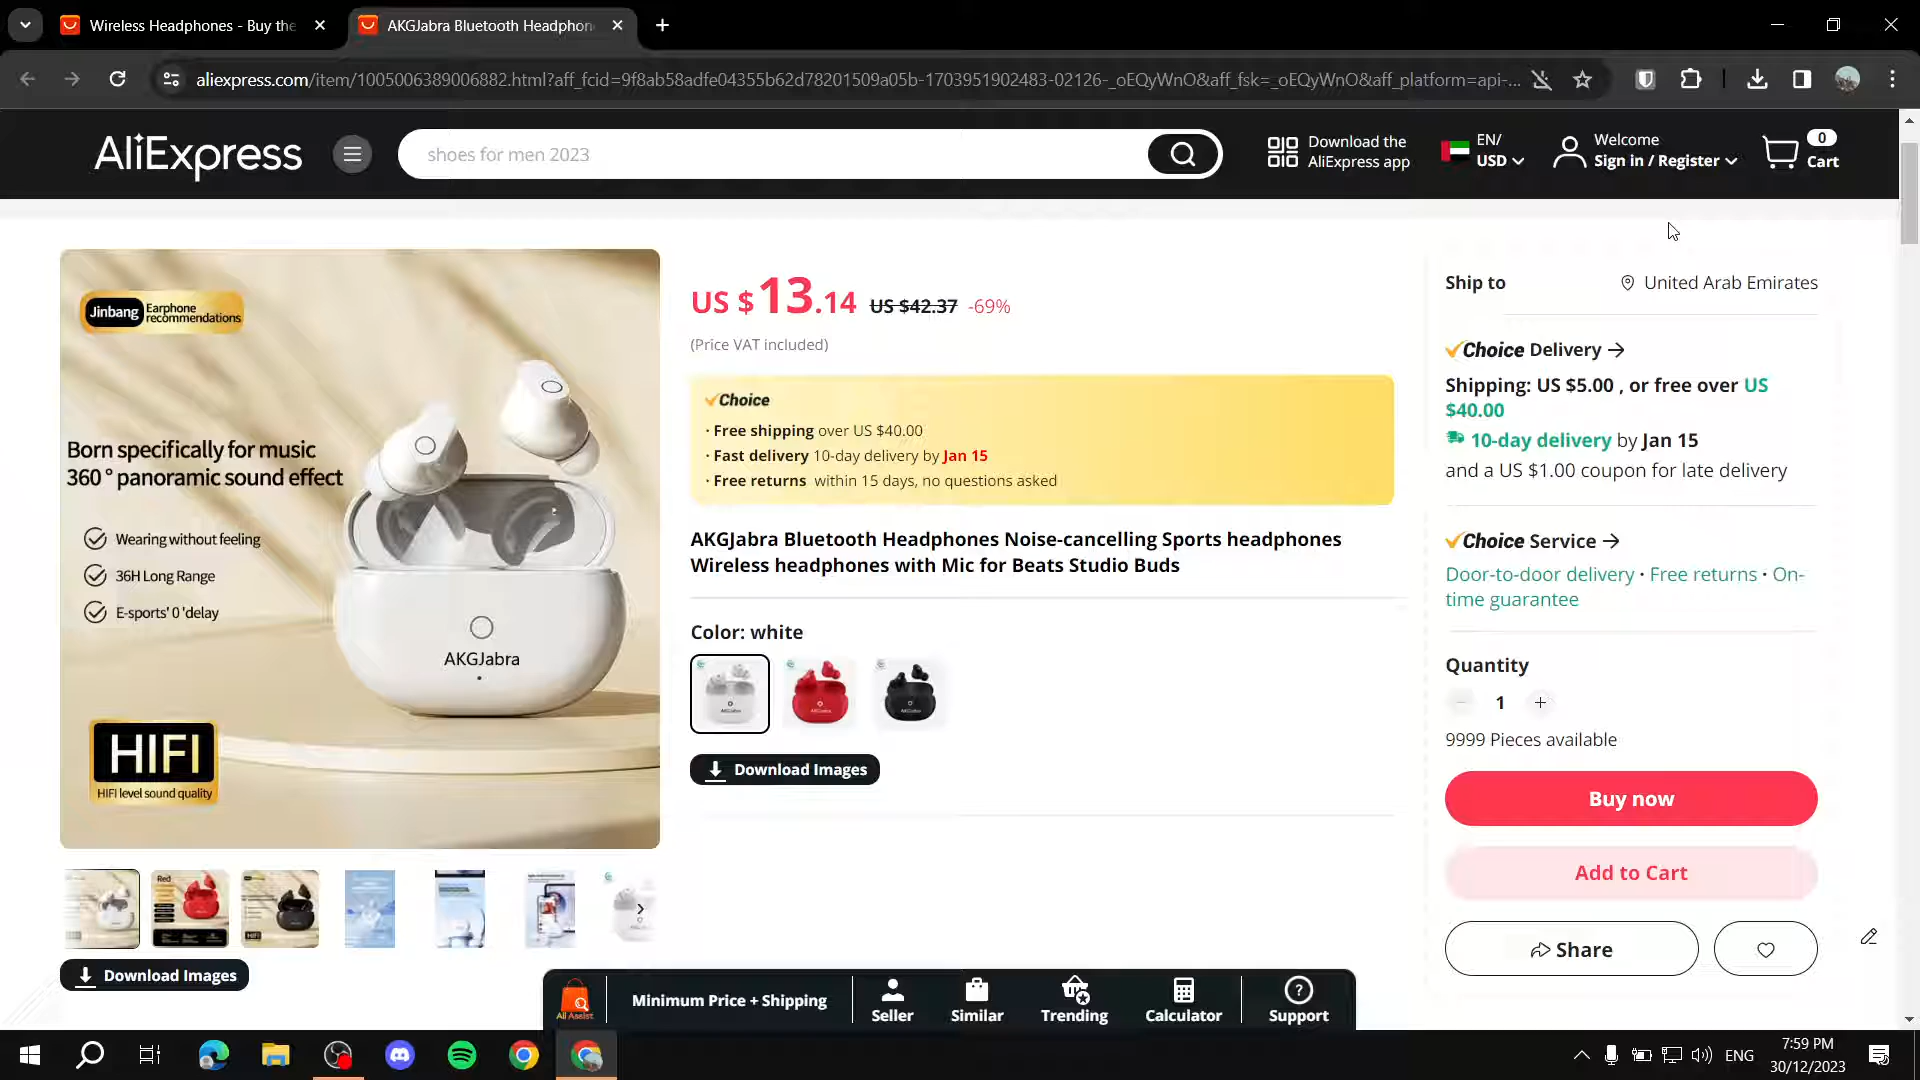 Wireless Headphones - Buy the
AKGJabra Bluetooth Headphon
aliexpress.com/item/1005006389006882.html?aff_fcid=9f8ab58adfe04355b62d78201509a05b-1703951902483-02126-_oEQyWnO&aff_fsk=_oEQyWnO&aff_platform=api-...
AliExpress
shoes for men 2023
Download the
AliExpress app
EN/
USD
Welcome
Sign in / Register
0
Cart
Jinbang Earphone
recommendations
Born specifically for music
360 ° panoramic sound effect
Wearing without feeling
36H Long Range
E-sports' 0 'delay
AKGJabra
HIFI
HIFI level sound quality
Download Images
US $13.14 US $42.37 -69%
(Price VAT included)
Choice
· Free shipping over US $40.00
· Fast delivery 10-day delivery by Jan 15
· Free returns within 15 days, no questions asked
AKGJabra Bluetooth Headphones Noise-cancelling Sports headphones
Wireless headphones with Mic for Beats Studio Buds
Color: white
Download Images
Ship to United Arab Emirates
Choice Delivery
Shipping: US $5.00 , or free over US
$40.00
10-day delivery by Jan 15
and a US $1.00 coupon for late delivery
Choice Service
Door-to-door delivery · Free returns · On-
time guarantee
Quantity
1
9999 Pieces available
Buy now
Add to Cart
Share
Ali Assist
Minimum Price + Shipping
Seller
Similar
Trending
Calculator
Support
ENG
7:59 PM
30/12/2023